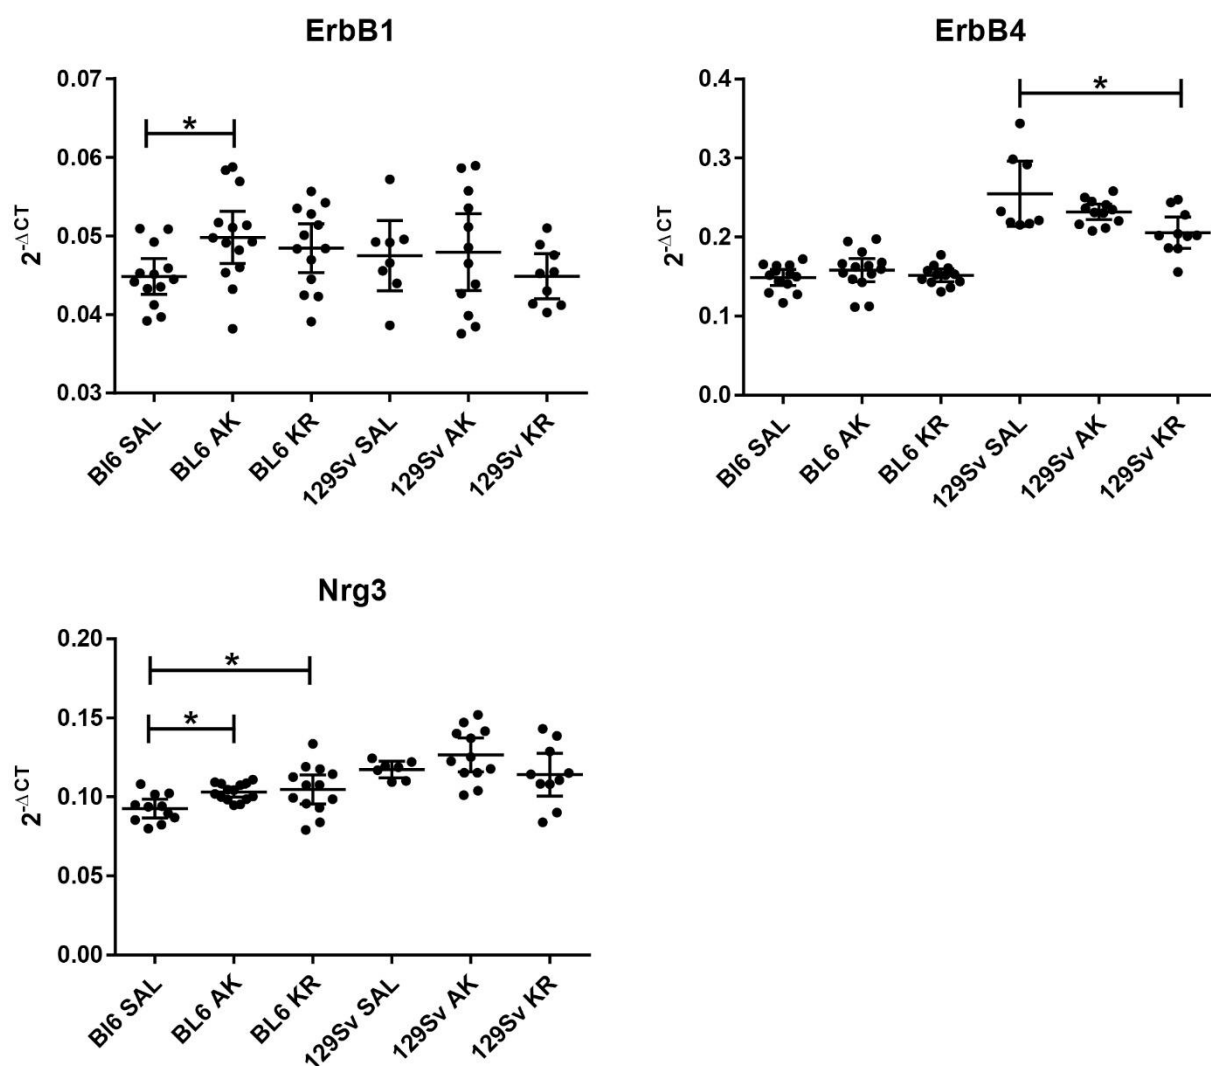 ErbB1
0.07
0.06
0.05
0.04
0.03
2^-ΔCT
*
Bl6 SAL
BL6 AK
BL6 KR
129Sv SAL
129Sv AK
129Sv KR
ErbB4
0.4
0.3
0.2
0.1
0.0
2^-ΔCT
*
Bl6 SAL
BL6 AK
BL6 KR
129Sv SAL
129Sv AK
129Sv KR
Nrg3
0.20
0.15
0.10
0.05
0.00
2^-ΔCT
*
*
Bl6 SAL
BL6 AK
BL6 KR
129Sv SAL
129Sv AK
129Sv KR